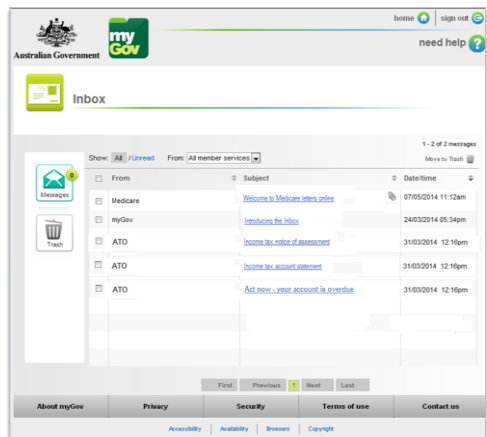 home sign out
Australian Government
my
Gov
need help ?
Inbox
1 - 2 of 2 messages
Show: All / Unread From: All member services Move to Trash
From Subject Date/time
Messages
Medicare Welcome to Medicare letters online 07/05/2014 11:12am
myGov Introducing the Inbox 24/03/2014 05:34pm
Trash
ATO Income tax notice of assessment 31/03/2014 12:16pm
ATO Income tax account statement 31/03/2014 12:16pm
ATO Act now - your account is overdue 31/03/2014 12:16pm
First Previous 1 Next Last
About myGov Privacy Security Terms of use Contact us
Accessibility Availability Browsers Copyright